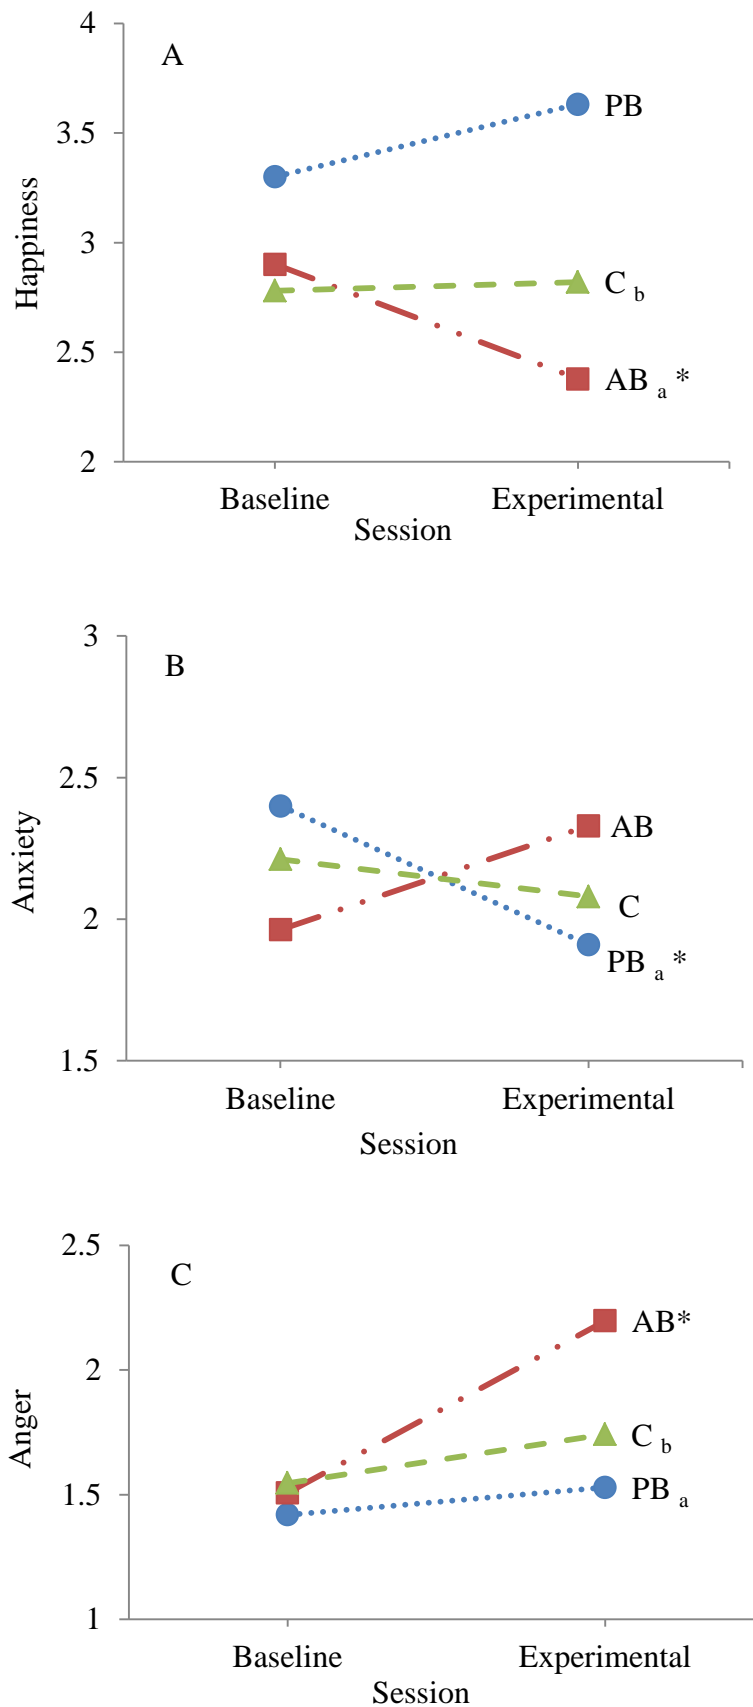 4
A
3.5
PB
3
Happiness
C b
2.5
AB a *
2
Baseline Experimental
Session
3
B
2.5
AB
Anxiety
2
C
PB a *
1.5
Baseline Experimental
Session
2.5
C
AB*
2
Anger
C b
1.5
PB a
1
Baseline Experimental
Session